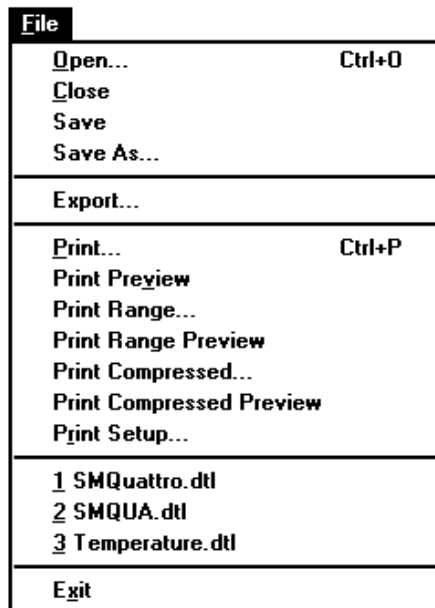 File
Open... Ctrl+O
Close
Save
Save As...
Export...
Print... Ctrl+P
Print Preview
Print Range...
Print Range Preview
Print Compressed...
Print Compressed Preview
Print Setup...
1 SMQuattro.dtl
2 SMQUA.dtl
3 Temperature.dtl
Exit